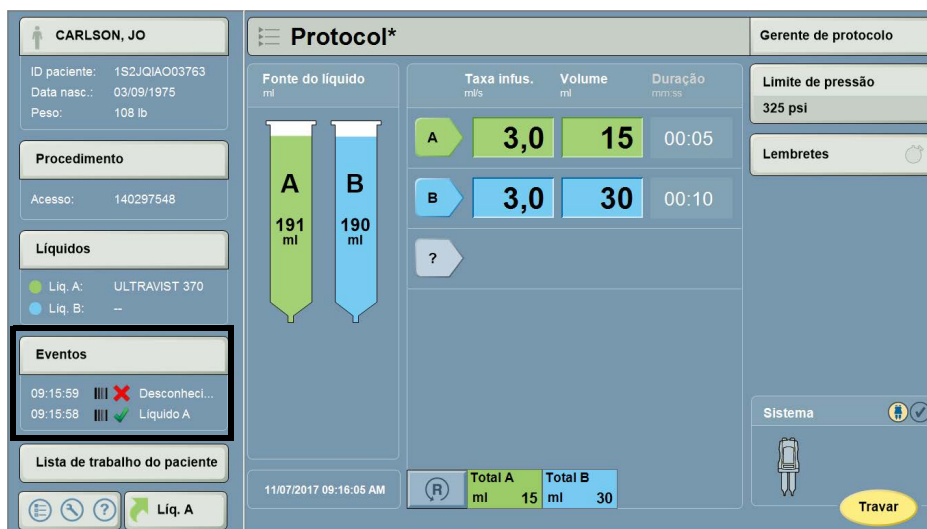 CARLSON, JO
ID paciente: 1S2JQIAO03763
Data nasc.: 03/09/1975
Peso: 108 lb
Procedimento
Acesso: 140297548
Líquidos
Líq. A: ULTRAVIST 370
Líq. B: --
Eventos
09:15:59 Desconheci...
09:15:58 Líquido A
Lista de trabalho do paciente
? Líq. A
Protocol*
Fonte do líquido
ml
A B
191 190
ml ml
11/07/2017 09:16:05 AM
Taxa infus. Volume Duração
ml/s ml mm:ss
A 3,0 15 00:05
B 3,0 30 00:10
?
R Total A Total B
ml 15 ml 30
Gerente de protocolo
Limite de pressão
325 psi
Lembretes
Sistema
Travar